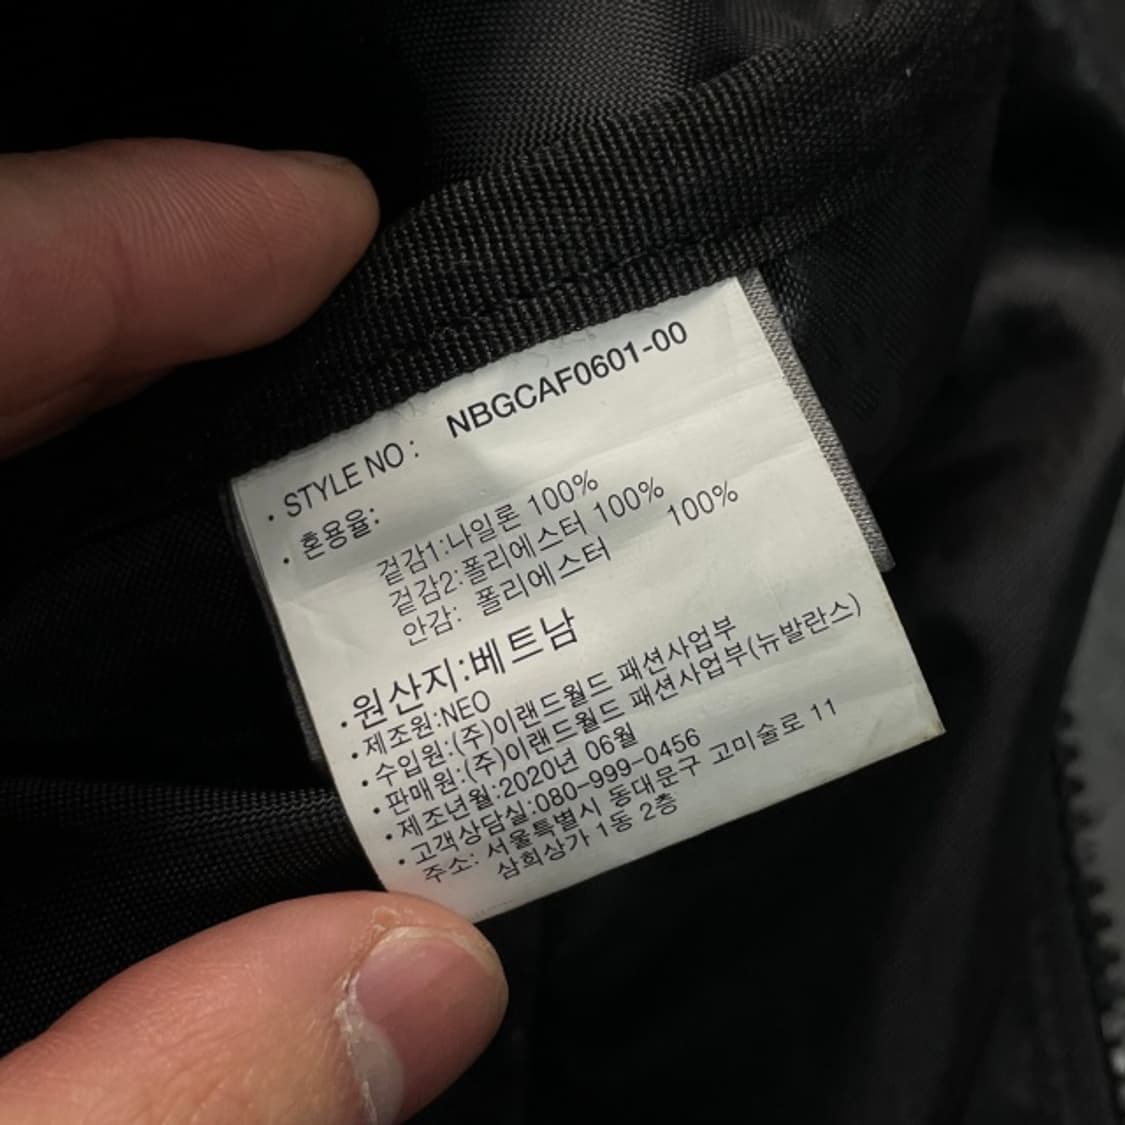 · STYLE NO : NBGCAF0601-00
· 혼용율:
겉감1:나일론 100%
겉감2:폴리에스터 100%
안감: 폴리에스터 100%
·원산지:베트남
·제조원:NEO
·수입원:(주)이랜드월드 패션사업부
·판매원:(주)이랜드월드 패션사업부(뉴발란스)
·제조년월:2020년 06월
·고객상담실:080-999-0456
주소: 서울특별시 동대문구 고미술로 11
삼희상가 1동 2층